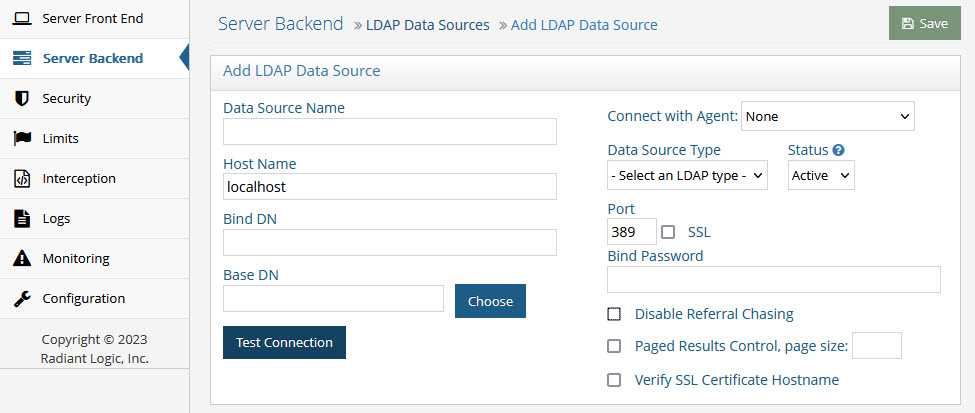 Server Front End
Server Backend
Security
Limits
Interception
Logs
Monitoring
Configuration
Copyright © 2023
Radiant Logic, Inc.
Server Backend » LDAP Data Sources » Add LDAP Data Source
Save
Add LDAP Data Source
Data Source Name
Host Name
localhost
Bind DN
Base DN
Choose
Test Connection
Connect with Agent: None
Data Source Type Status
- Select an LDAP type - Active
Port
389 SSL
Bind Password
Disable Referral Chasing
Paged Results Control, page size:
Verify SSL Certificate Hostname